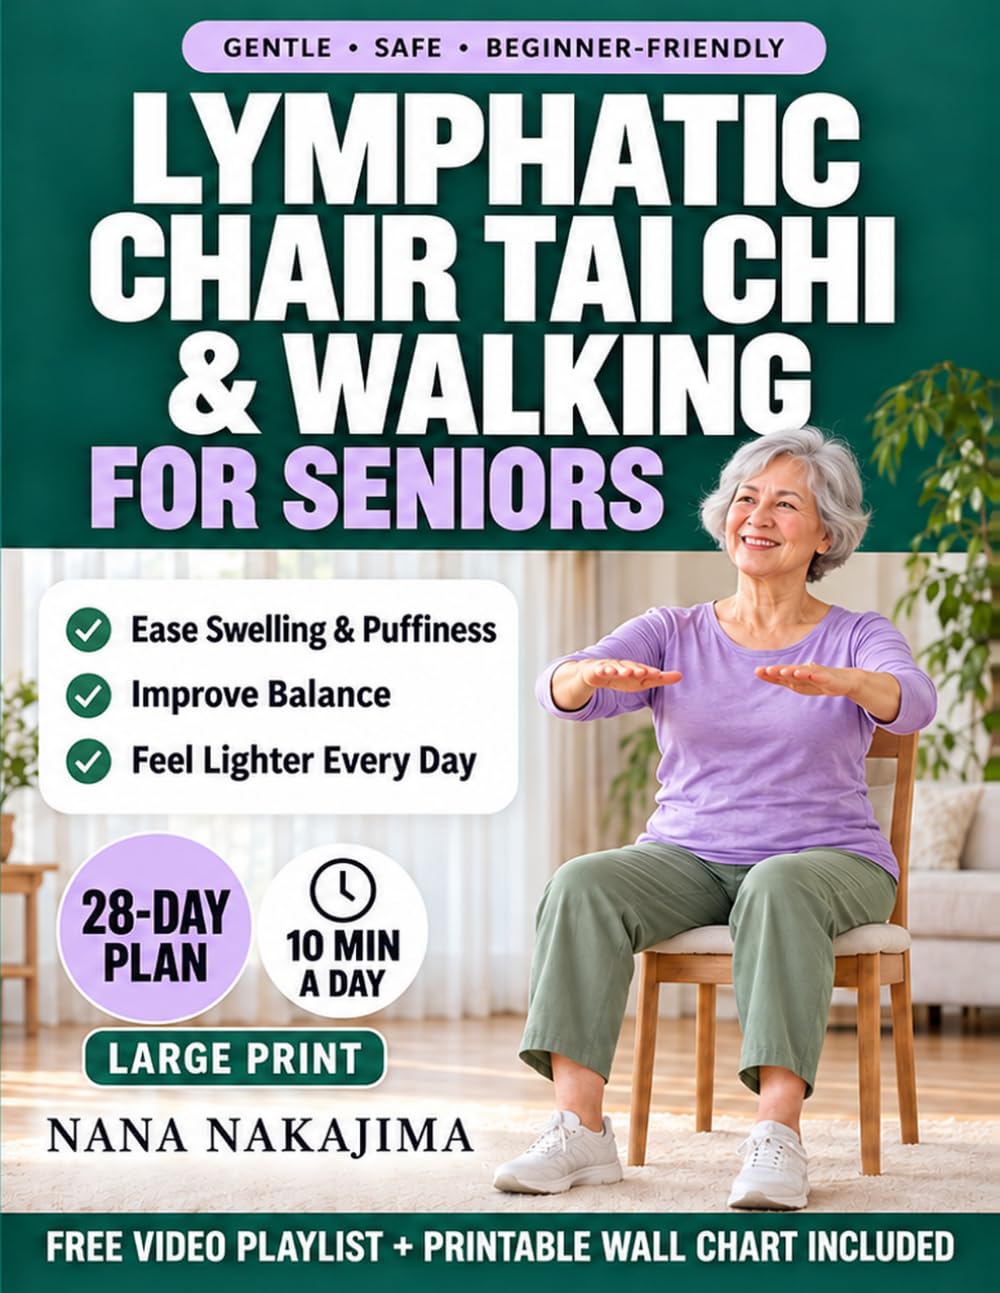 GENTLE • SAFE • BEGINNER-FRIENDLY
LYMPHATIC
CHAIR TAI CHI
& WALKING
FOR SENIORS
Ease Swelling & Puffiness
Improve Balance
Feel Lighter Every Day
28-DAY
PLAN
10 MIN
A DAY
LARGE PRINT
NANA NAKAJIMA
FREE VIDEO PLAYLIST + PRINTABLE WALL CHART INCLUDED